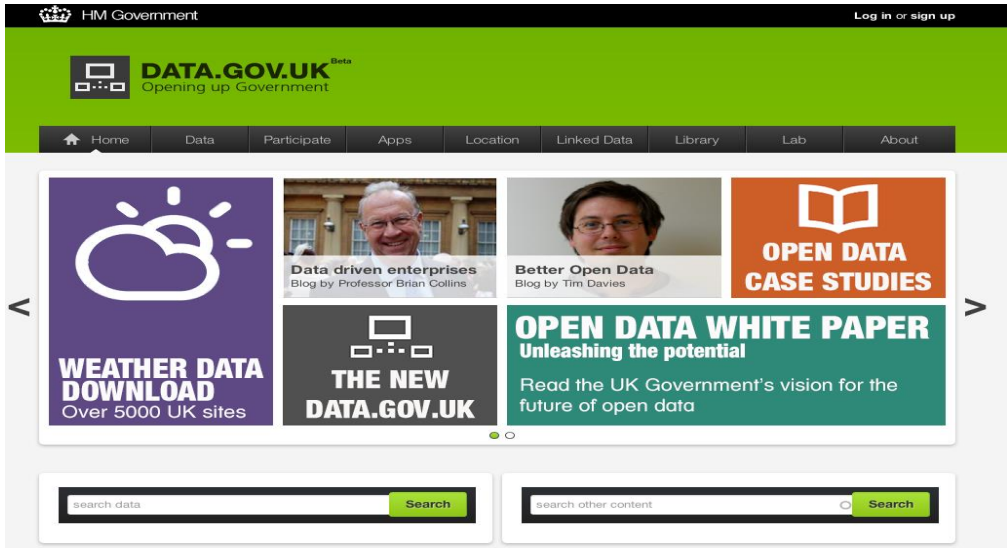 HM Government
Log in or sign up
DATA.GOV.UK Beta
Opening up Government
Home Data Participate Apps Location Linked Data Library Lab About
WEATHER DATA
DOWNLOAD
Over 5000 UK sites
Data driven enterprises
Blog by Professor Brian Collins
Better Open Data
Blog by Tim Davies
OPEN DATA
CASE STUDIES
THE NEW
DATA.GOV.UK
OPEN DATA WHITE PAPER
Unleashing the potential
Read the UK Government's vision for the
future of open data
<
>
search data
Search
search other content
Search